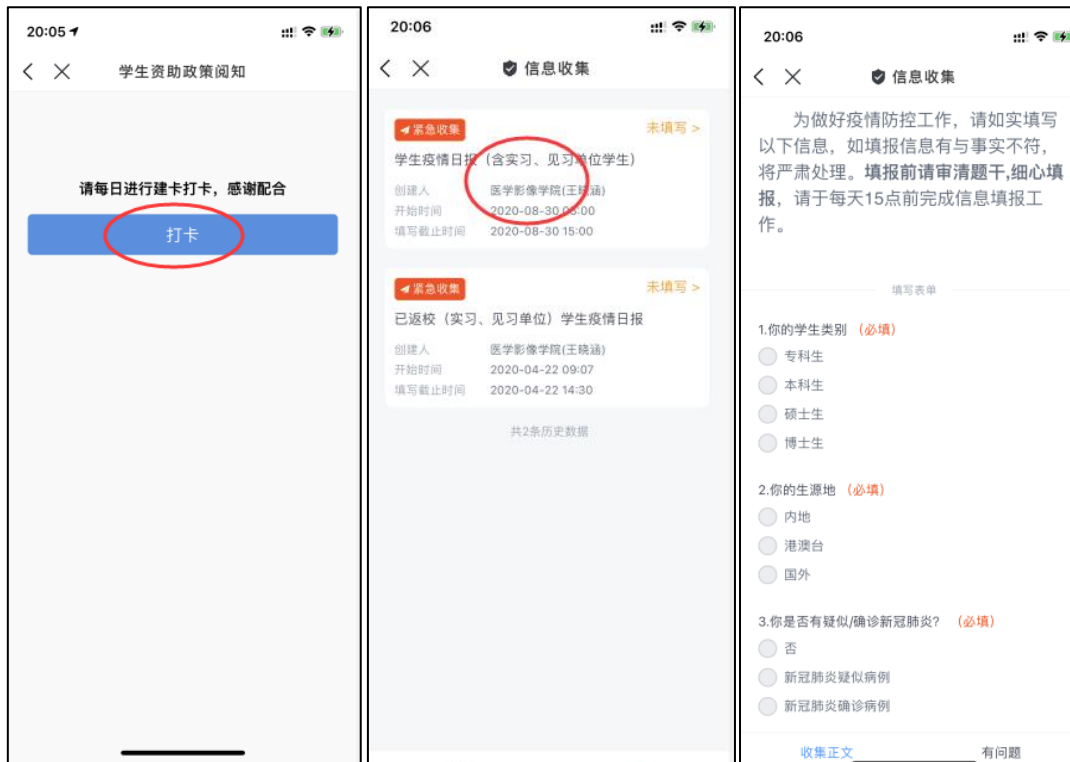 20:05
学生资助政策阅知
请每日进行建卡打卡，感谢配合
打卡
20:06
信息收集
紧急收集
未填写 >
学生疫情日报（含实习、见习单位学生）
创建人 医学影像学院(王晓涵)
开始时间 2020-08-30 05:00
填写截止时间 2020-08-30 15:00
紧急收集
未填写 >
已返校（实习、见习单位）学生疫情日报
创建人 医学影像学院(王晓涵)
开始时间 2020-04-22 09:07
填写截止时间 2020-04-22 14:30
共2条历史数据
20:06
信息收集
为做好疫情防控工作，请如实填写
以下信息，如填报信息有与事实不符，
将严肃处理。填报前请审清题干,细心填
报，请于每天15点前完成信息填报工
作。
填写表单
1.你的学生类别 （必填）
专科生
本科生
硕士生
博士生
2.你的生源地 （必填）
内地
港澳台
国外
3.你是否有疑似/确诊新冠肺炎? （必填）
否
新冠肺炎疑似病例
新冠肺炎确诊病例
收集正文
有问题